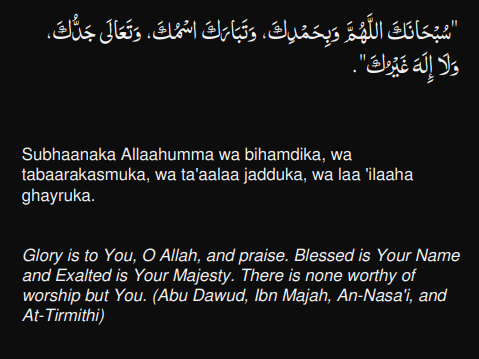 "سُبْحَانَكَ اللَّهُمَّ وَبِحَمْدِكَ، وَتَبَارَكَ اسْمُكَ، وَتَعَالَى جَدُّكَ،
وَلَا إِلَهَ غَيْرُكَ".
Subhaanaka Allaahumma wa bihamdika, wa
tabaarakasmuka, wa ta'aalaa jadduka, wa laa 'ilaaha
ghayruka.
Glory is to You, O Allah, and praise. Blessed is Your Name
and Exalted is Your Majesty. There is none worthy of
worship but You. (Abu Dawud, Ibn Majah, An-Nasa'i, and
At-Tirmithi)